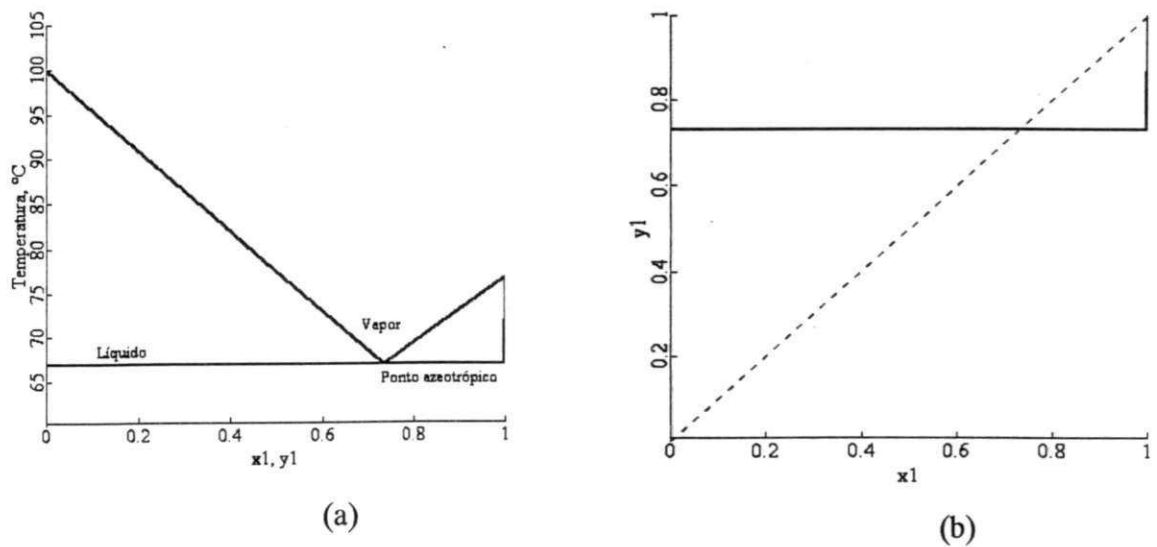 Temperatura, °C
105
100
95
90
85
80
75
70
65
Vapor
Líquido
Ponto azeotrópico
0 0.2 0.4 0.6 0.8 1
x1, y1
(a)
y1
1
0.8
0.6
0.4
0.2
0 0.2 0.4 0.6 0.8 1
x1
(b)